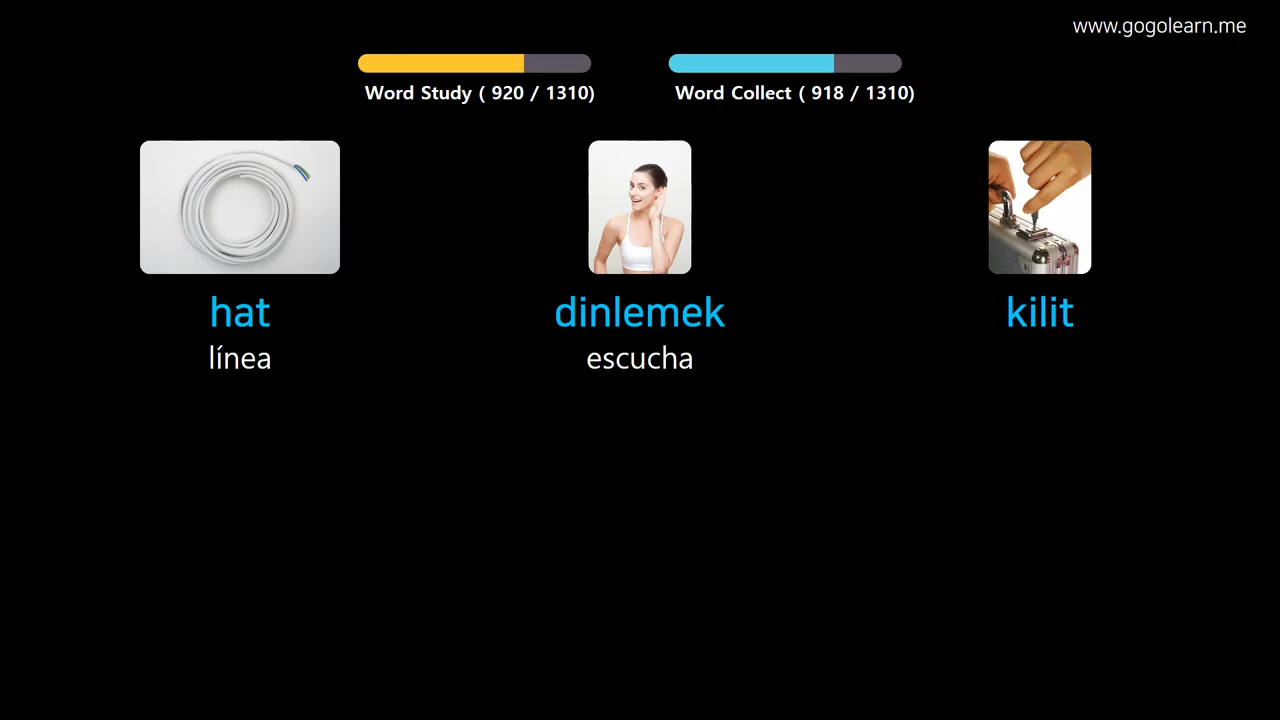 www.gogolearn.me
Word Study ( 920 / 1310)
Word Collect ( 918 / 1310)
hat
línea
dinlemek
escucha
kilit